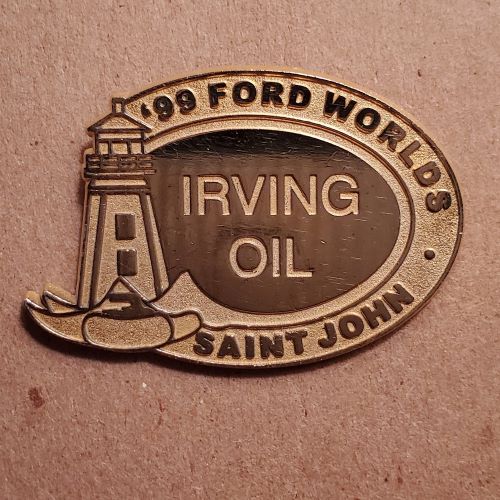 '99 FORD WORLDS
IRVING
OIL
SAINT JOHN